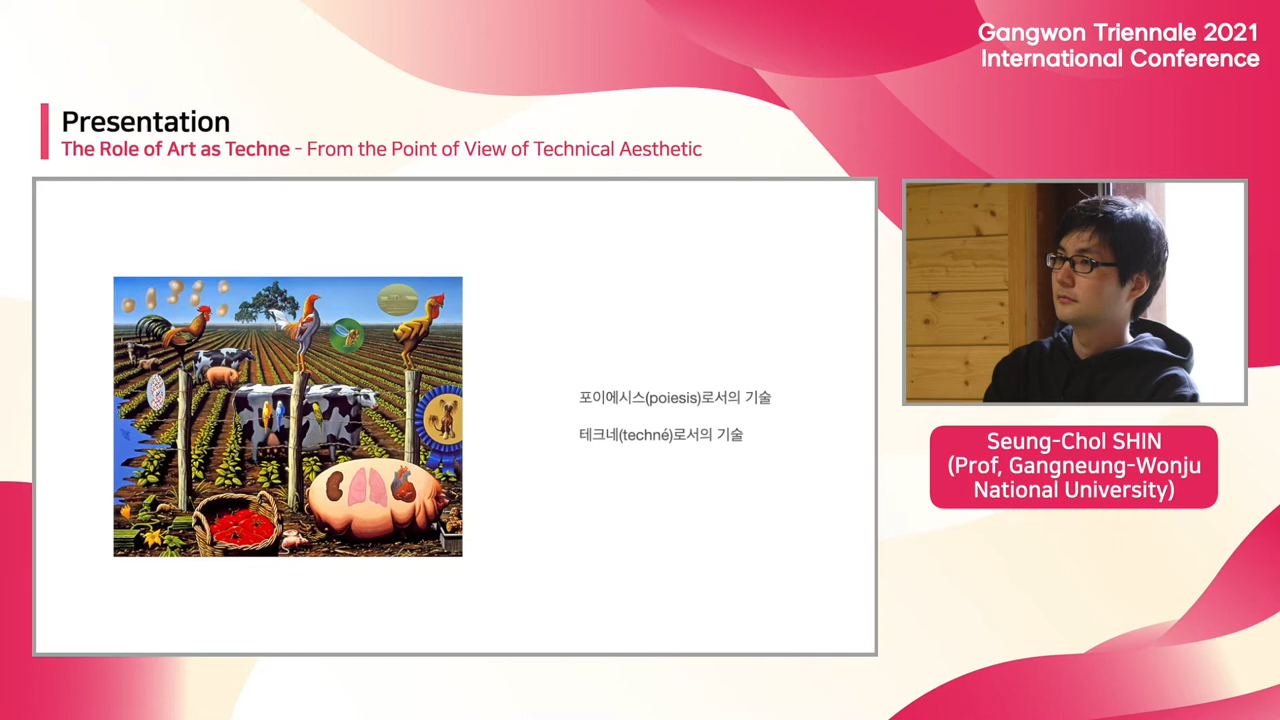 Gangwon Triennale 2021
International Conference
Presentation
The Role of Art as Techne - From the Point of View of Technical Aesthetic
포이에시스(poiesis)로서의 기술
테크네(techné)로서의 기술
Seung-Chol SHIN
(Prof, Gangneung-Wonju
National University)